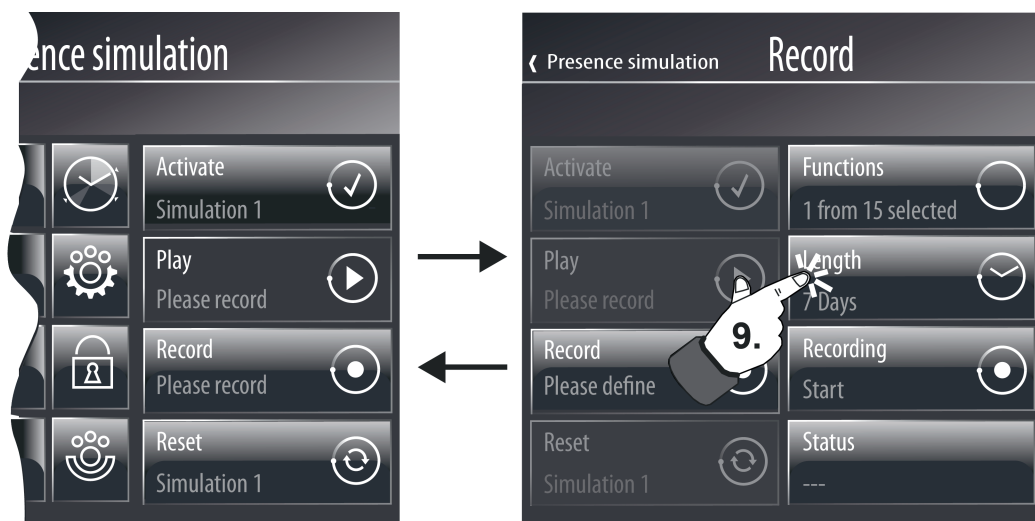 ence simulation
Activate
Simulation 1
Play
Please record
Record
Please record
Reset
Simulation 1
❰ Presence simulation
Record
Activate
Simulation 1
Play
Please record
Record
Please define
Reset
Simulation 1
Functions
1 from 15 selected
Length
7 Days
Recording
Start
Status
---
9.